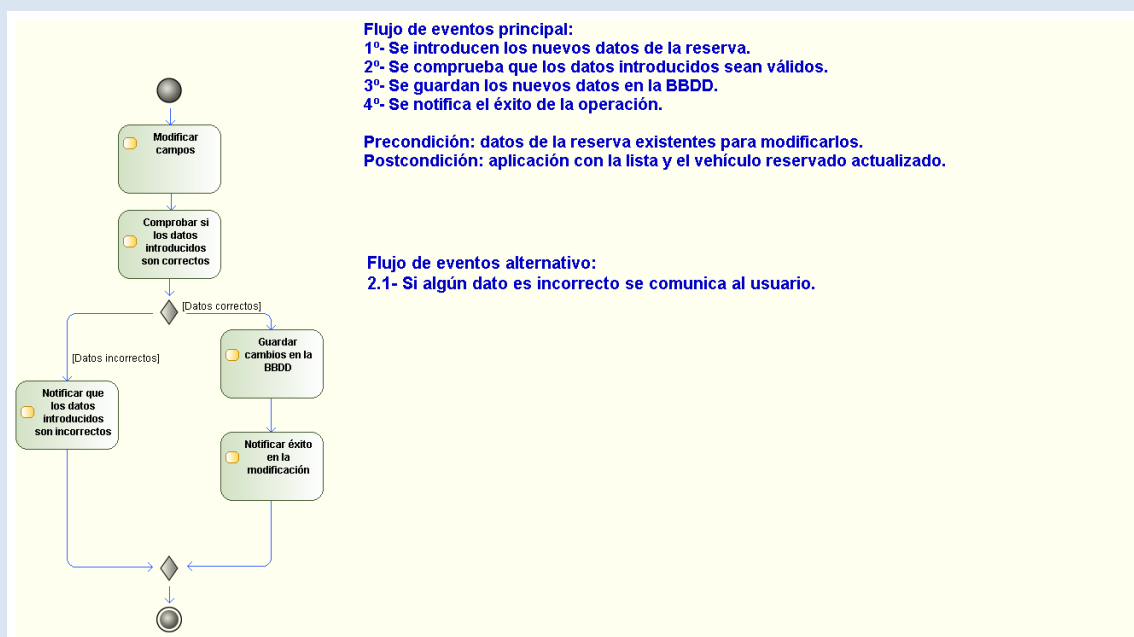 Flujo de eventos principal:
1º- Se introducen los nuevos datos de la reserva.
2º- Se comprueba que los datos introducidos sean válidos.
3º- Se guardan los nuevos datos en la BBDD.
4º- Se notifica el éxito de la operación.
Precondición: datos de la reserva existentes para modificarlos.
Postcondición: aplicación con la lista y el vehículo reservado actualizado.
Flujo de eventos alternativo:
2.1- Si algún dato es incorrecto se comunica al usuario.
Modificar
campos
Comprobar si
los datos
introducidos
son correctos
[Datos correctos]
[Datos incorrectos]
Guardar
cambios en la
BBDD
Notificar que
los datos
introducidos
son incorrectos
Notificar éxito
en la
modificación